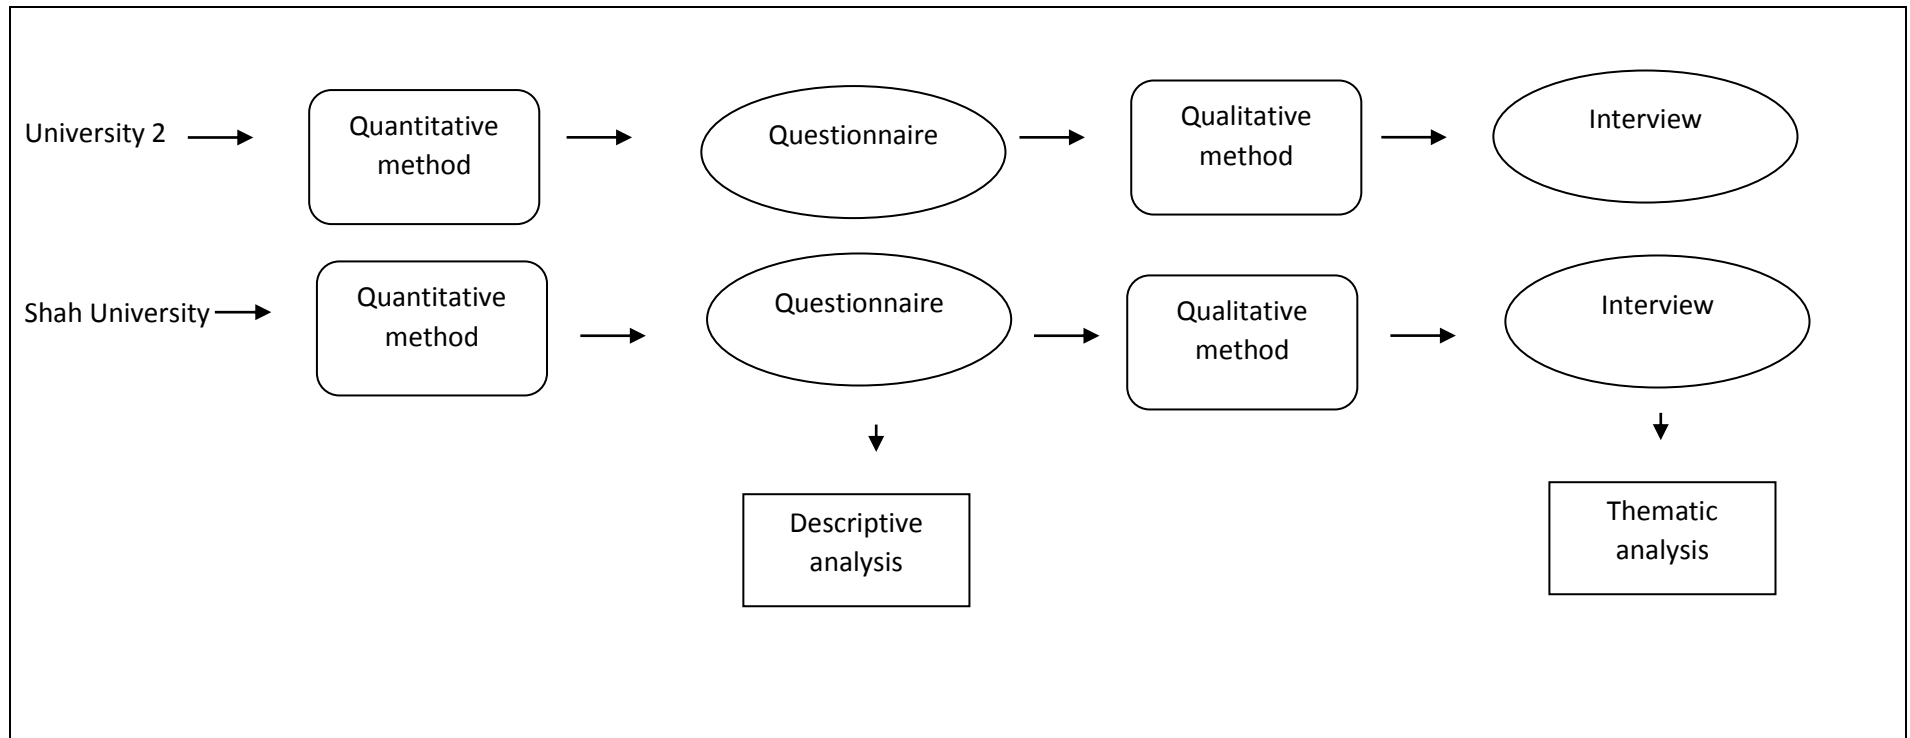 University 2
Quantitative
method
Questionnaire
Qualitative
method
Interview
Shah University
Quantitative
method
Questionnaire
Qualitative
method
Interview
Descriptive
analysis
Thematic
analysis